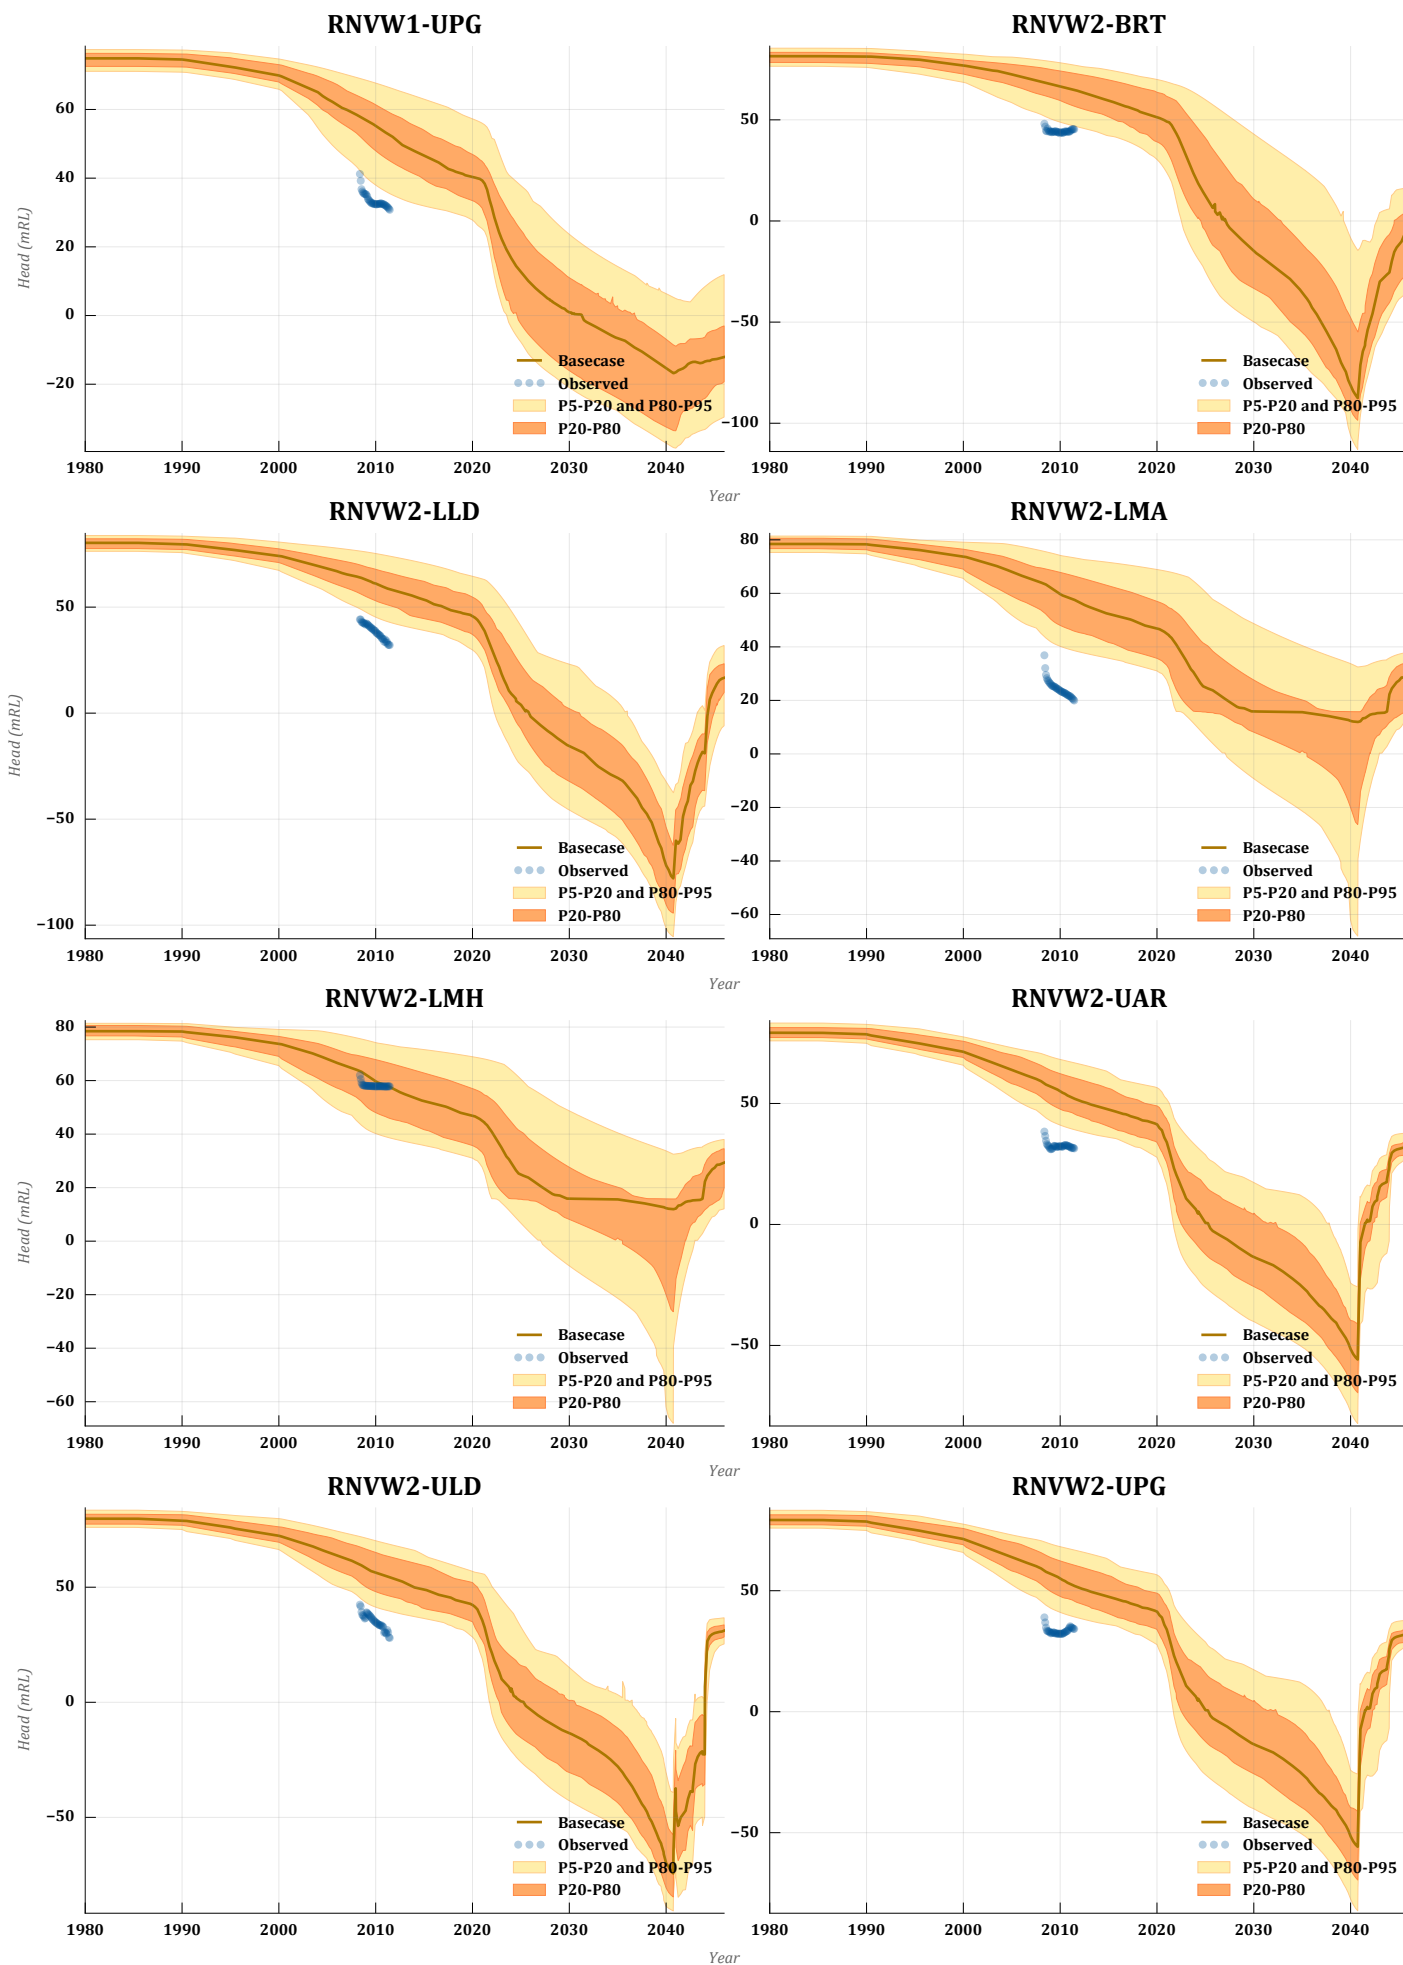 RNVW1-UPG
Head (mRL)
60
40
20
0
−20
Basecase
Observed
P5-P20 and P80-P95
P20-P80
1980 1990 2000 2010 2020 2030 2040
RNVW2-BRT
50
0
−50
−100
Basecase
Observed
P5-P20 and P80-P95
P20-P80
1980 1990 2000 2010 2020 2030 2040
Year
RNVW2-LLD
Head (mRL)
50
0
−50
−100
Basecase
Observed
P5-P20 and P80-P95
P20-P80
1980 1990 2000 2010 2020 2030 2040
RNVW2-LMA
80
60
40
20
0
−20
−40
−60
Basecase
Observed
P5-P20 and P80-P95
P20-P80
1980 1990 2000 2010 2020 2030 2040
Year
RNVW2-LMH
Head (mRL)
80
60
40
20
0
−20
−40
−60
Basecase
Observed
P5-P20 and P80-P95
P20-P80
1980 1990 2000 2010 2020 2030 2040
RNVW2-UAR
50
0
−50
Basecase
Observed
P5-P20 and P80-P95
P20-P80
1980 1990 2000 2010 2020 2030 2040
Year
RNVW2-ULD
Head (mRL)
50
0
−50
Basecase
Observed
P5-P20 and P80-P95
P20-P80
1980 1990 2000 2010 2020 2030 2040
RNVW2-UPG
50
0
−50
Basecase
Observed
P5-P20 and P80-P95
P20-P80
1980 1990 2000 2010 2020 2030 2040
Year